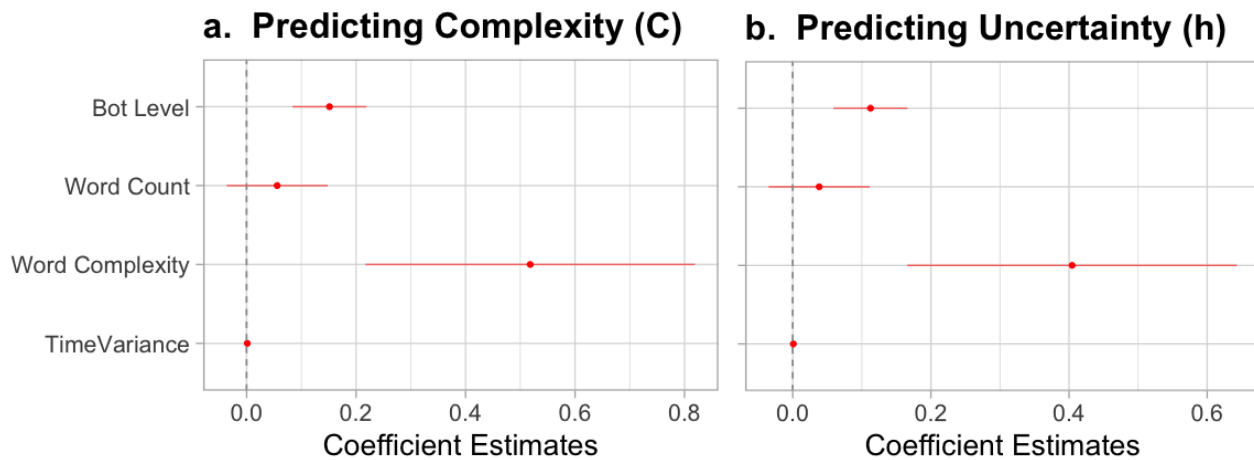 a. Predicting Complexity (C)
b. Predicting Uncertainty (h)
Bot Level
Word Count
Word Complexity
TimeVariance
0.0 0.2 0.4 0.6 0.8
0.0 0.2 0.4 0.6
Coefficient Estimates
Coefficient Estimates